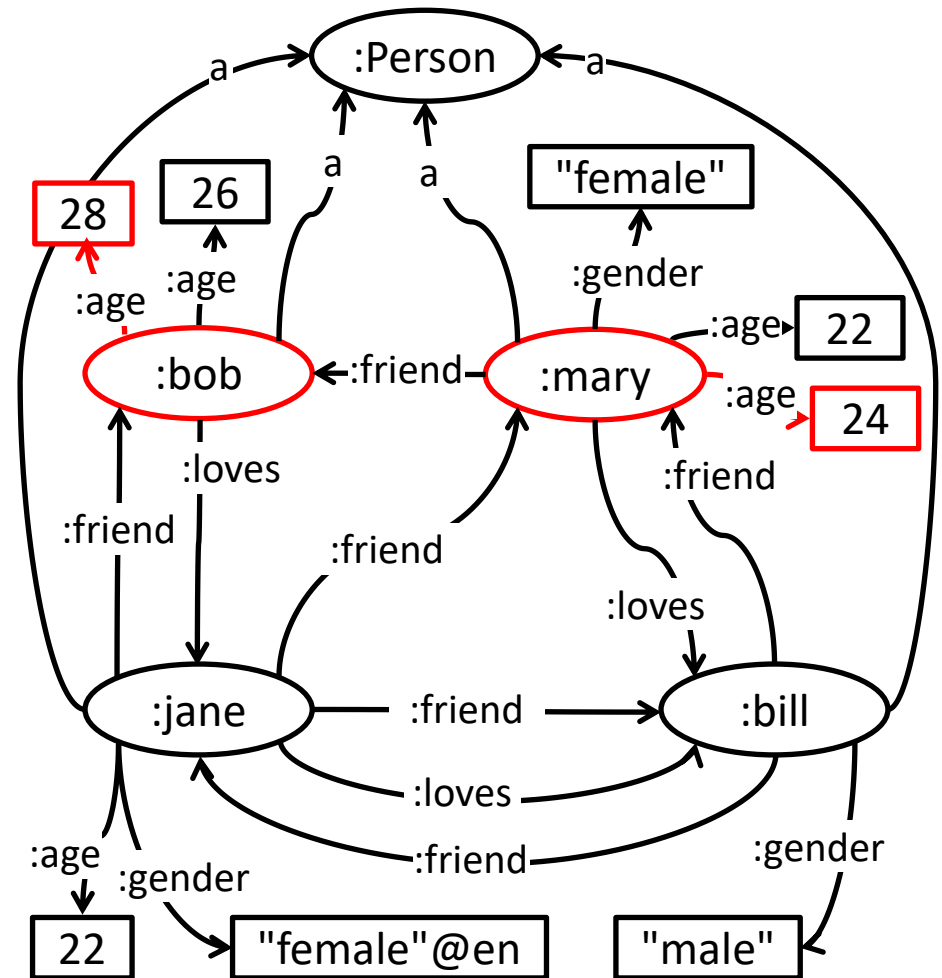 :Person
a
a
a
a
"female"
26
28
:gender
:age
:age
:age
22
:bob
:friend
:mary
:age
24
:loves
:friend
:friend
:friend
:loves
:jane
:friend
:bill
:loves
:friend
:age
:gender
:gender
22
"female"@en
"male"